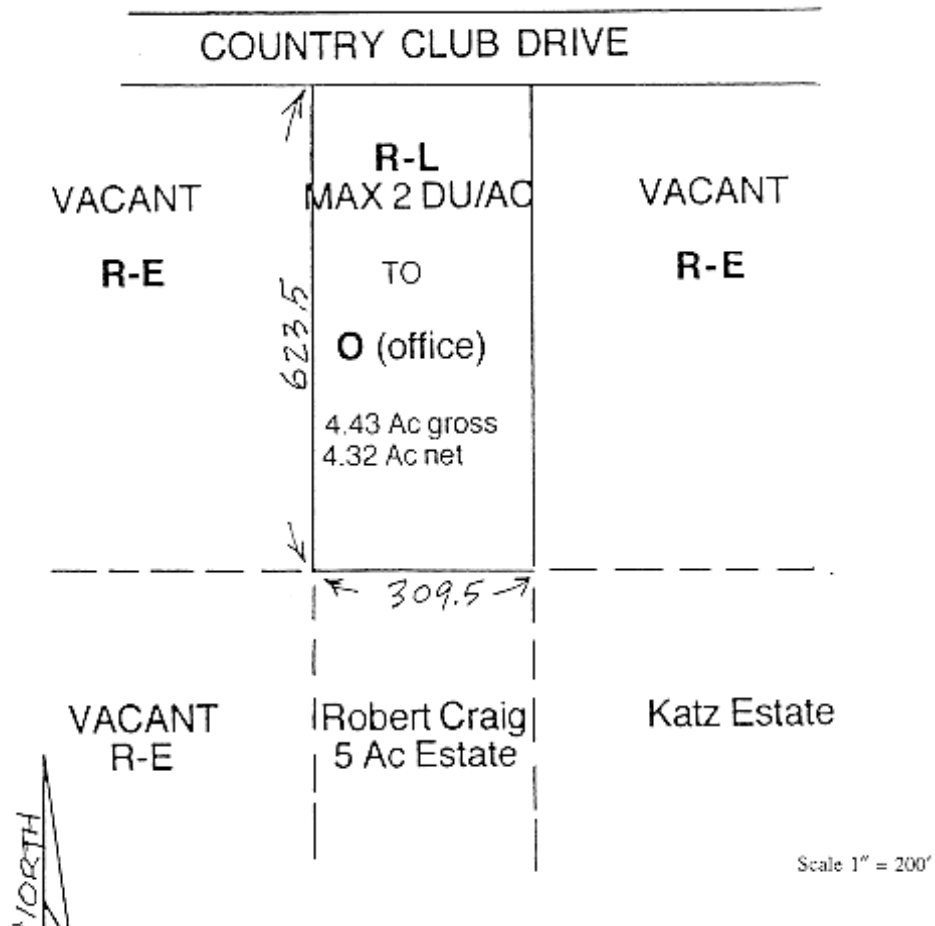 COUNTRY CLUB DRIVE
VACANT
R-E
623.5
R-L
MAX 2 DU/AC
TO
O (office)
4.43 Ac gross
4.32 Ac net
VACANT
R-E
309.5
VACANT
R-E
Robert Craig
5 Ac Estate
Katz Estate
NORTH
Scale 1" = 200'